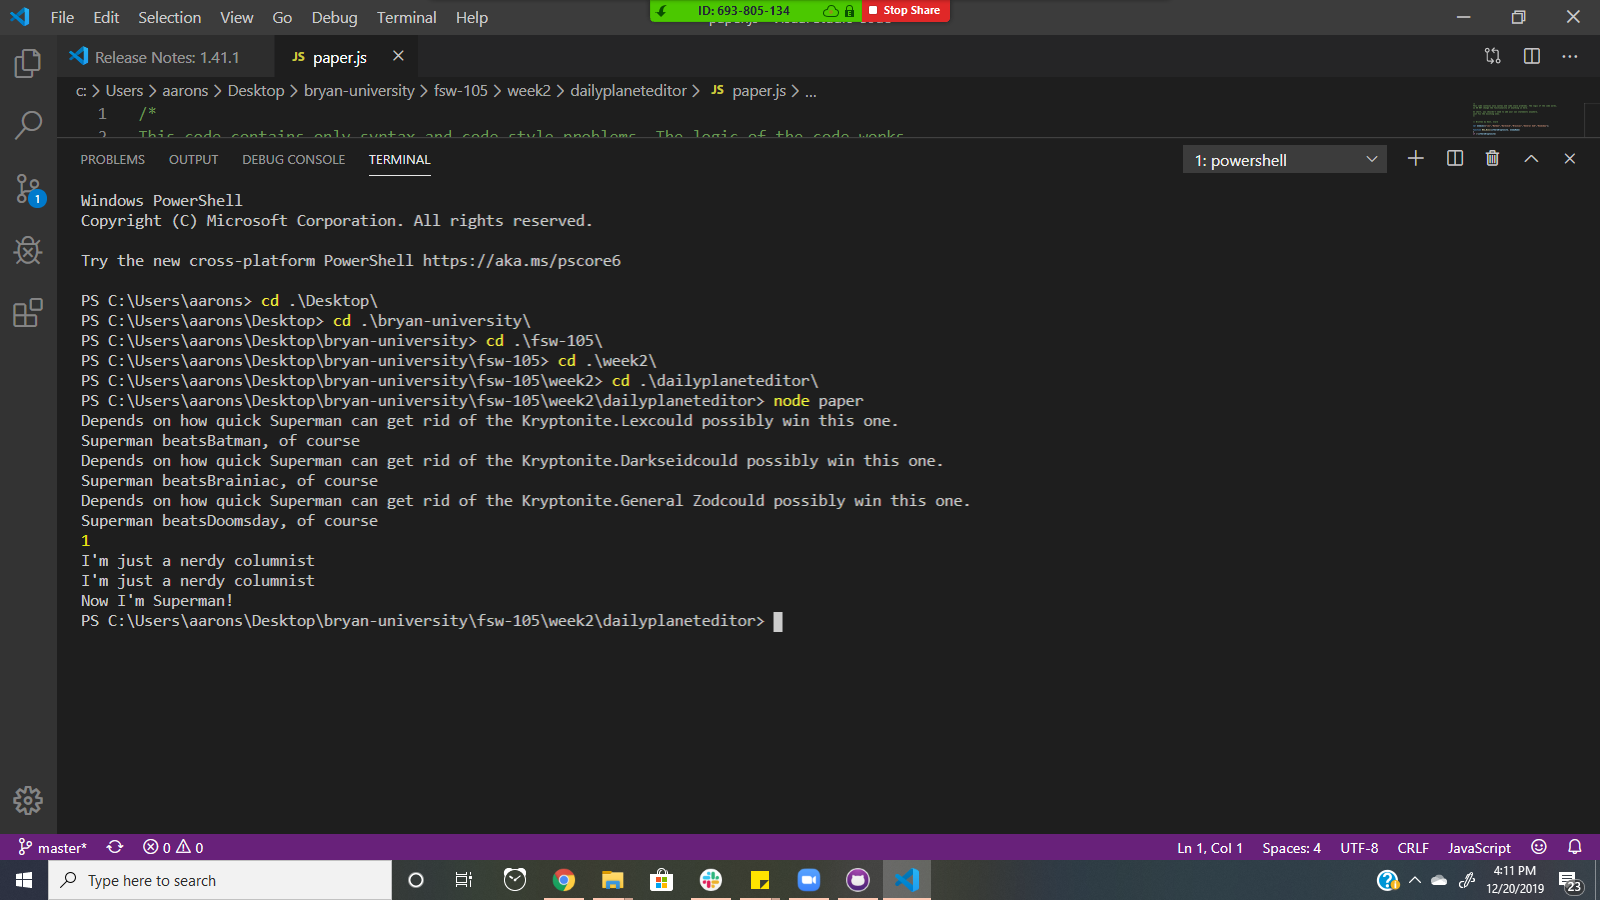 File Edit Selection View Go Debug Terminal Help
ID: 693-805-134 Stop Share
Release Notes: 1.41.1
JS paper.js
c: > Users > aarons > Desktop > bryan-university > fsw-105 > week2 > dailyplaneteditor > JS paper.js > ...
1 /*
2 This code contains only syntax and code style problems. The logic of the code works
PROBLEMS OUTPUT DEBUG CONSOLE TERMINAL
1: powershell
Windows PowerShell
Copyright (C) Microsoft Corporation. All rights reserved.
Try the new cross-platform PowerShell https://aka.ms/pscore6
PS C:\Users\aarons> cd .\Desktop\
PS C:\Users\aarons\Desktop> cd .\bryan-university\
PS C:\Users\aarons\Desktop\bryan-university> cd .\fsw-105\
PS C:\Users\aarons\Desktop\bryan-university\fsw-105> cd .\week2\
PS C:\Users\aarons\Desktop\bryan-university\fsw-105\week2> cd .\dailyplaneteditor\
PS C:\Users\aarons\Desktop\bryan-university\fsw-105\week2\dailyplaneteditor> node paper
Depends on how quick Superman can get rid of the Kryptonite.Lexcould possibly win this one.
Superman beatsBatman, of course
Depends on how quick Superman can get rid of the Kryptonite.Darkseidcould possibly win this one.
Superman beatsBrainiac, of course
Depends on how quick Superman can get rid of the Kryptonite.General Zodcould possibly win this one.
Superman beatsDoomsday, of course
1
I'm just a nerdy columnist
I'm just a nerdy columnist
Now I'm Superman!
PS C:\Users\aarons\Desktop\bryan-university\fsw-105\week2\dailyplaneteditor>
1
master* 0 0 Ln 1, Col 1 Spaces: 4 UTF-8 CRLF JavaScript
Type here to search
4:11 PM
12/20/2019
23